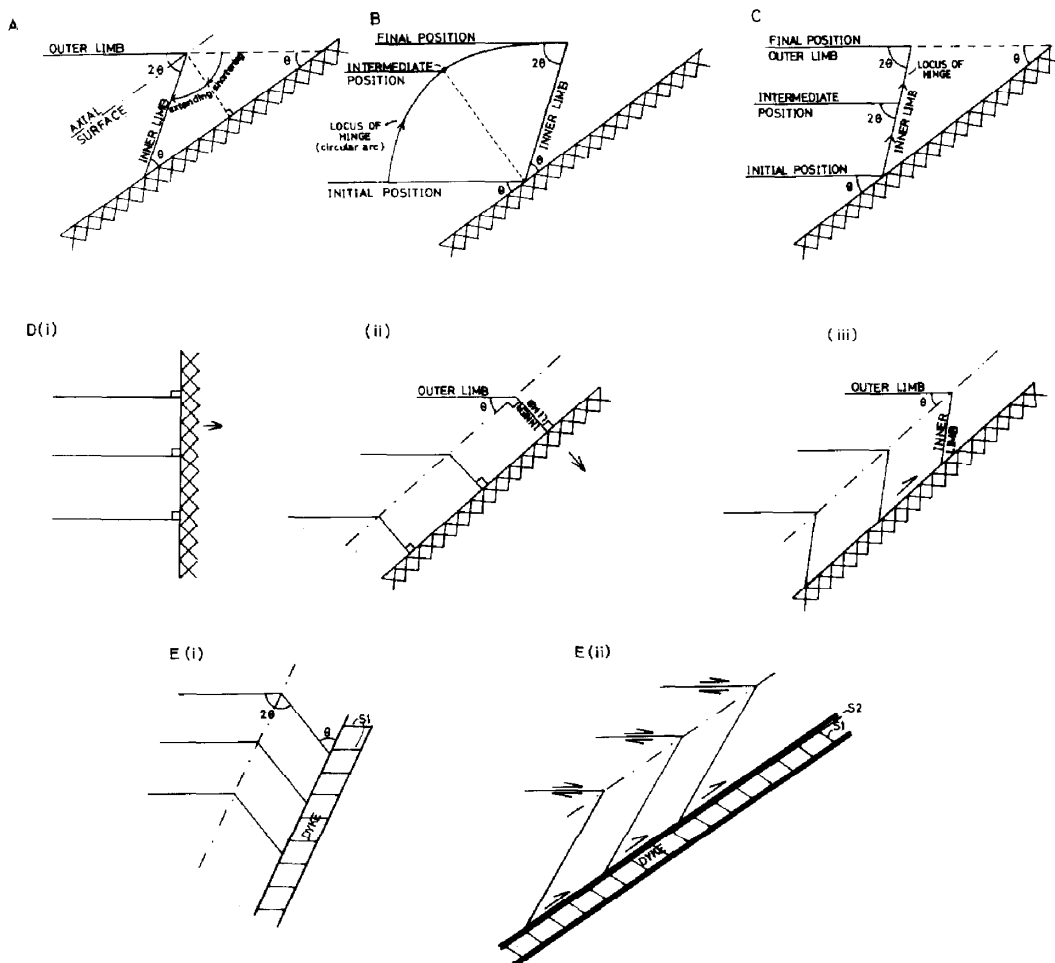 A
OUTER LIMB
2θ
θ
extending
shortening
AXIAL
SURFACE
INNER LIMB
θ
B
FINAL POSITION
2θ
INTERMEDIATE
POSITION
LOCUS OF
HINGE
(circular arc)
INNER LIMB
θ
θ
INITIAL POSITION
C
FINAL POSITION
OUTER LIMB
2θ
LOCUS OF
HINGE
θ
INTERMEDIATE
POSITION
2θ
INNER LIMB
INITIAL POSITION
θ
D(i)
(ii)
OUTER LIMB
θ
INNER
LIMB
(iii)
OUTER LIMB
θ
INNER
LIMB
E(i)
2θ
θ
S1
DYKE
E(ii)
S2
S1
DYKE